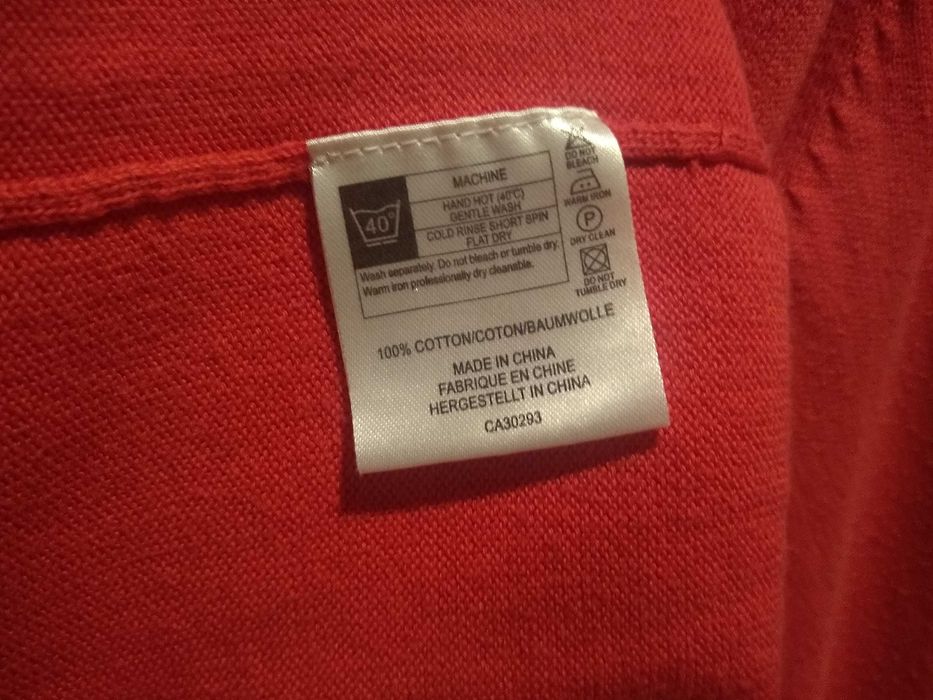 MACHINE
40°
HAND HOT (40°C)
GENTLE WASH
COLD RINSE SHORT SPIN
FLAT DRY
Wash separately. Do not bleach or tumble dry.
Warm iron professionally dry cleanable.
DO NOT
BLEACH
WARM IRON
P
DRY CLEAN
DO NOT
TUMBLE DRY
100% COTTON/COTON/BAUMWOLLE
MADE IN CHINA
FABRIQUE EN CHINE
HERGESTELLT IN CHINA
CA30293